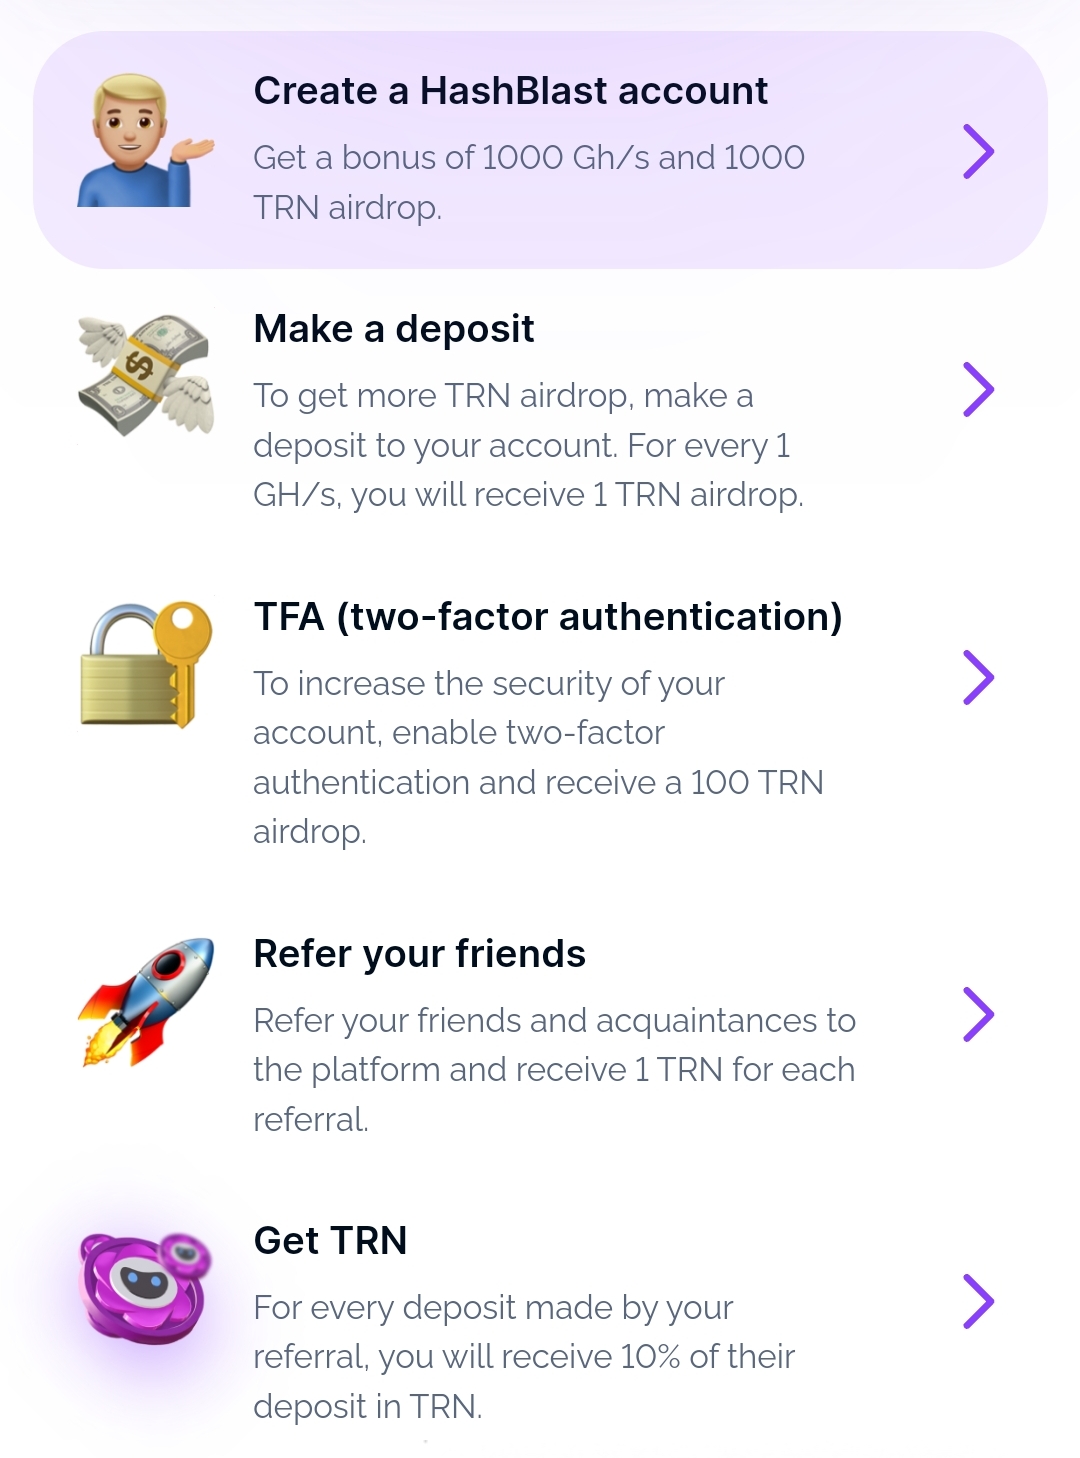 Create a HashBlast account
Get a bonus of 1000 Gh/s and 1000
TRN airdrop.
Make a deposit
To get more TRN airdrop, make a
deposit to your account. For every 1
GH/s, you will receive 1 TRN airdrop.
TFA (two-factor authentication)
To increase the security of your
account, enable two-factor
authentication and receive a 100 TRN
airdrop.
Refer your friends
Refer your friends and acquaintances to
the platform and receive 1 TRN for each
referral.
Get TRN
For every deposit made by your
referral, you will receive 10% of their
deposit in TRN.